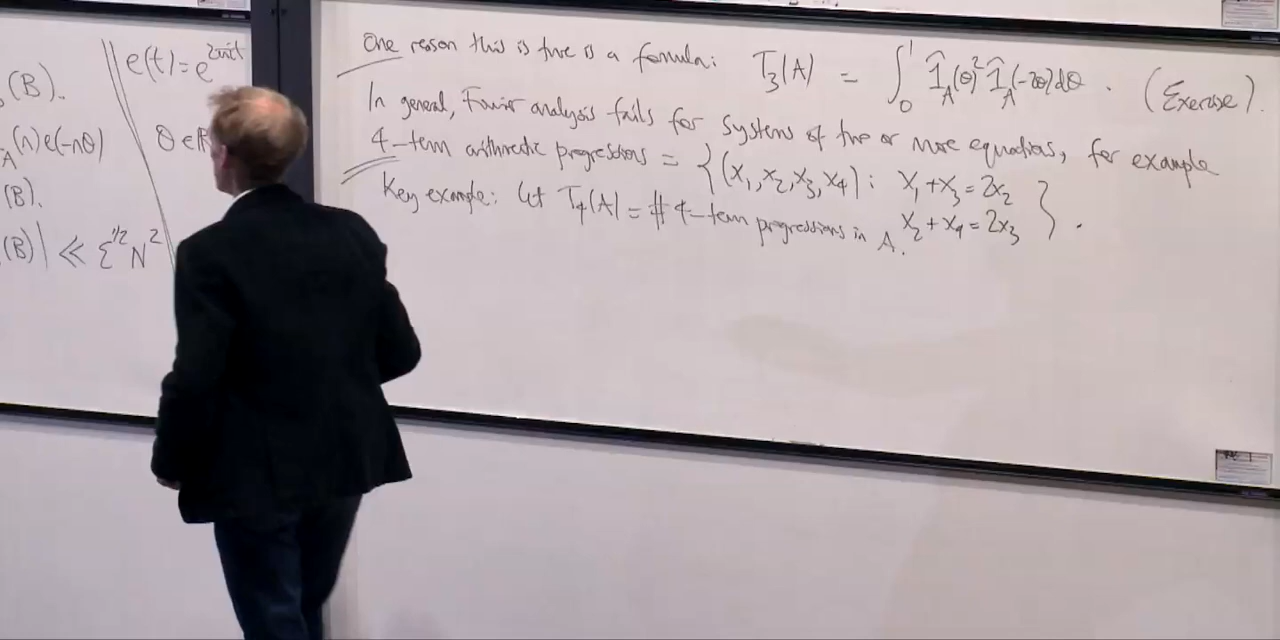 (B).
A(n)e(-nθ)
(B).
(B)| ≪ ε^{1/2} N^2
e(t) = e^{2πit}
θ ∈ R
One reason this is true is a formula: T_3(A) = ∫_0^1 \hat{1}_A(θ)^2 \hat{1}_A(-2θ)dθ. (Exercise).
In general, Fourier analysis fails for systems of two or more equations, for example
4-term arithmetic progressions = {(x_1, x_2, x_3, x_4) : x_1 + x_3 = 2x_2
x_2 + x_4 = 2x_3}.
Key example: let T_4(A) = # 4-term progressions in A.